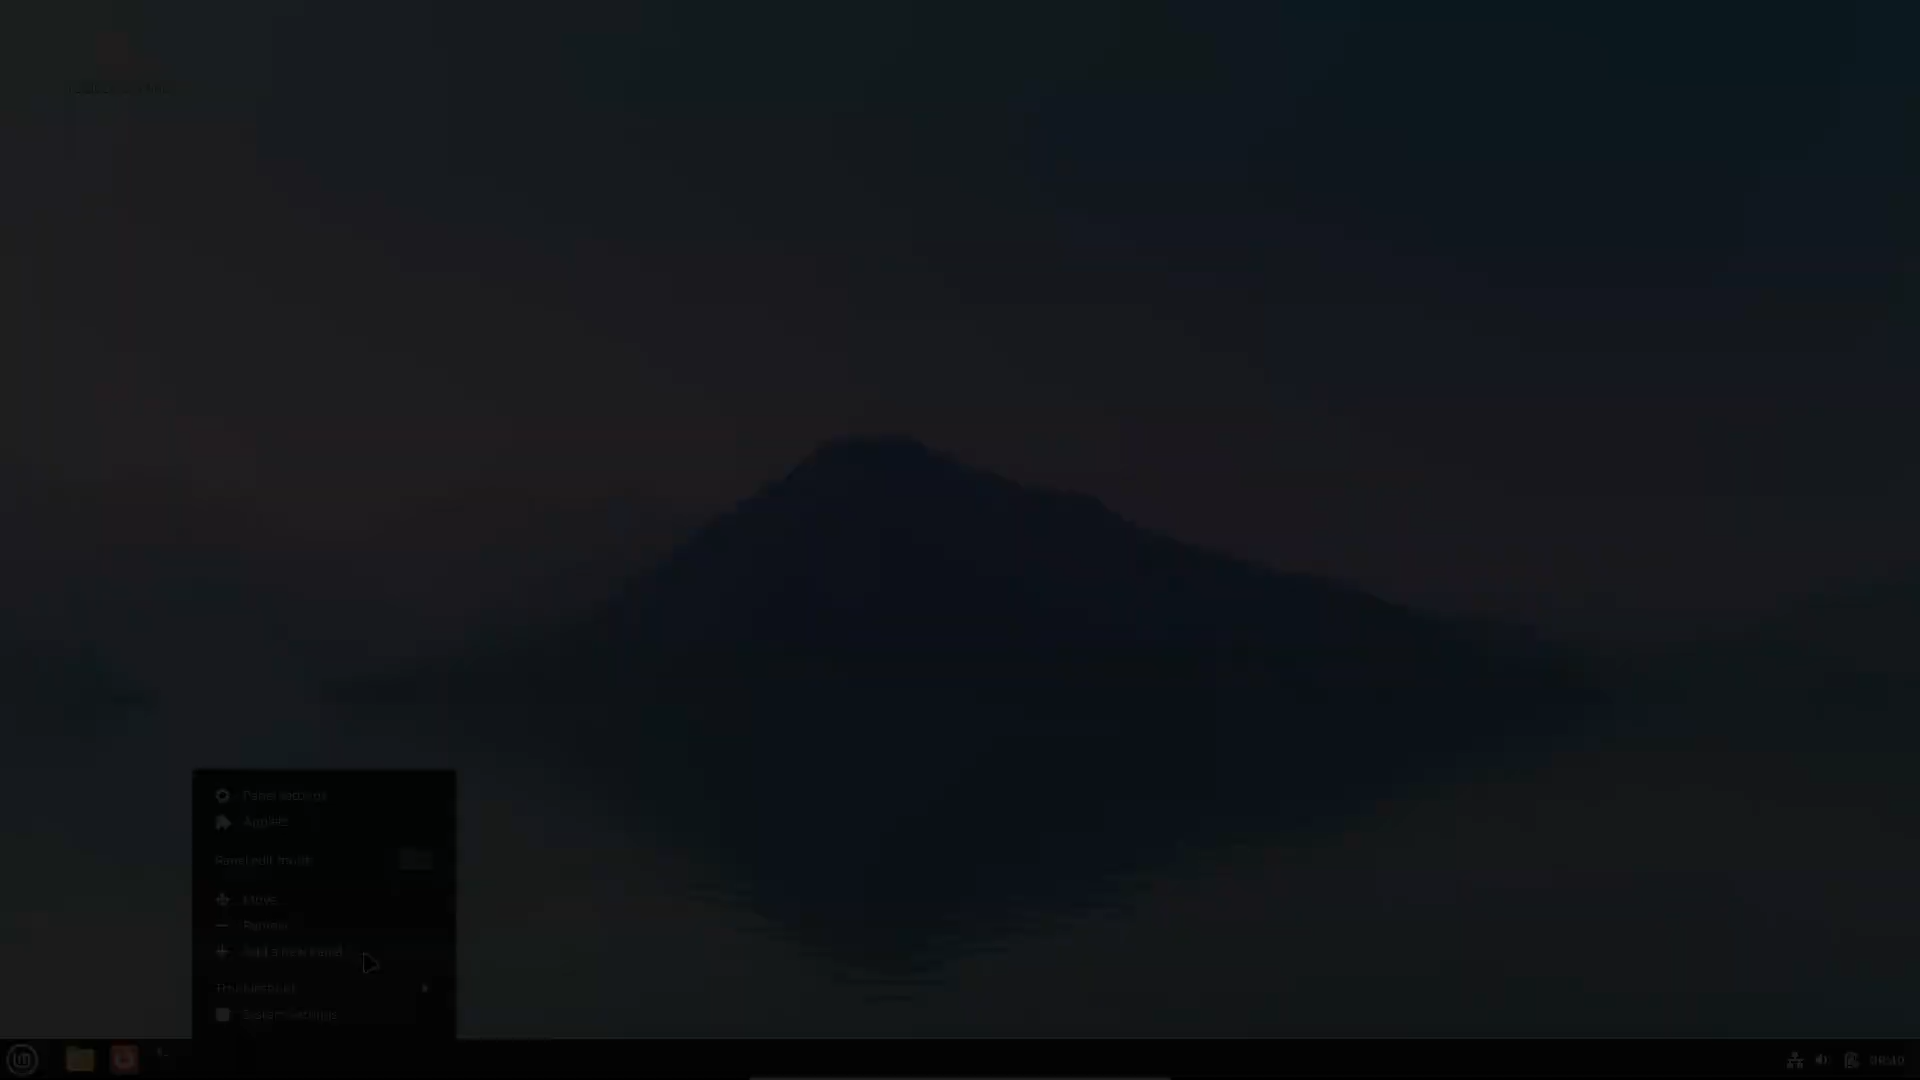 Panel settings
Applets
Panel edit mode
Move
Remove
Add a new panel
Troubleshoot
System settings